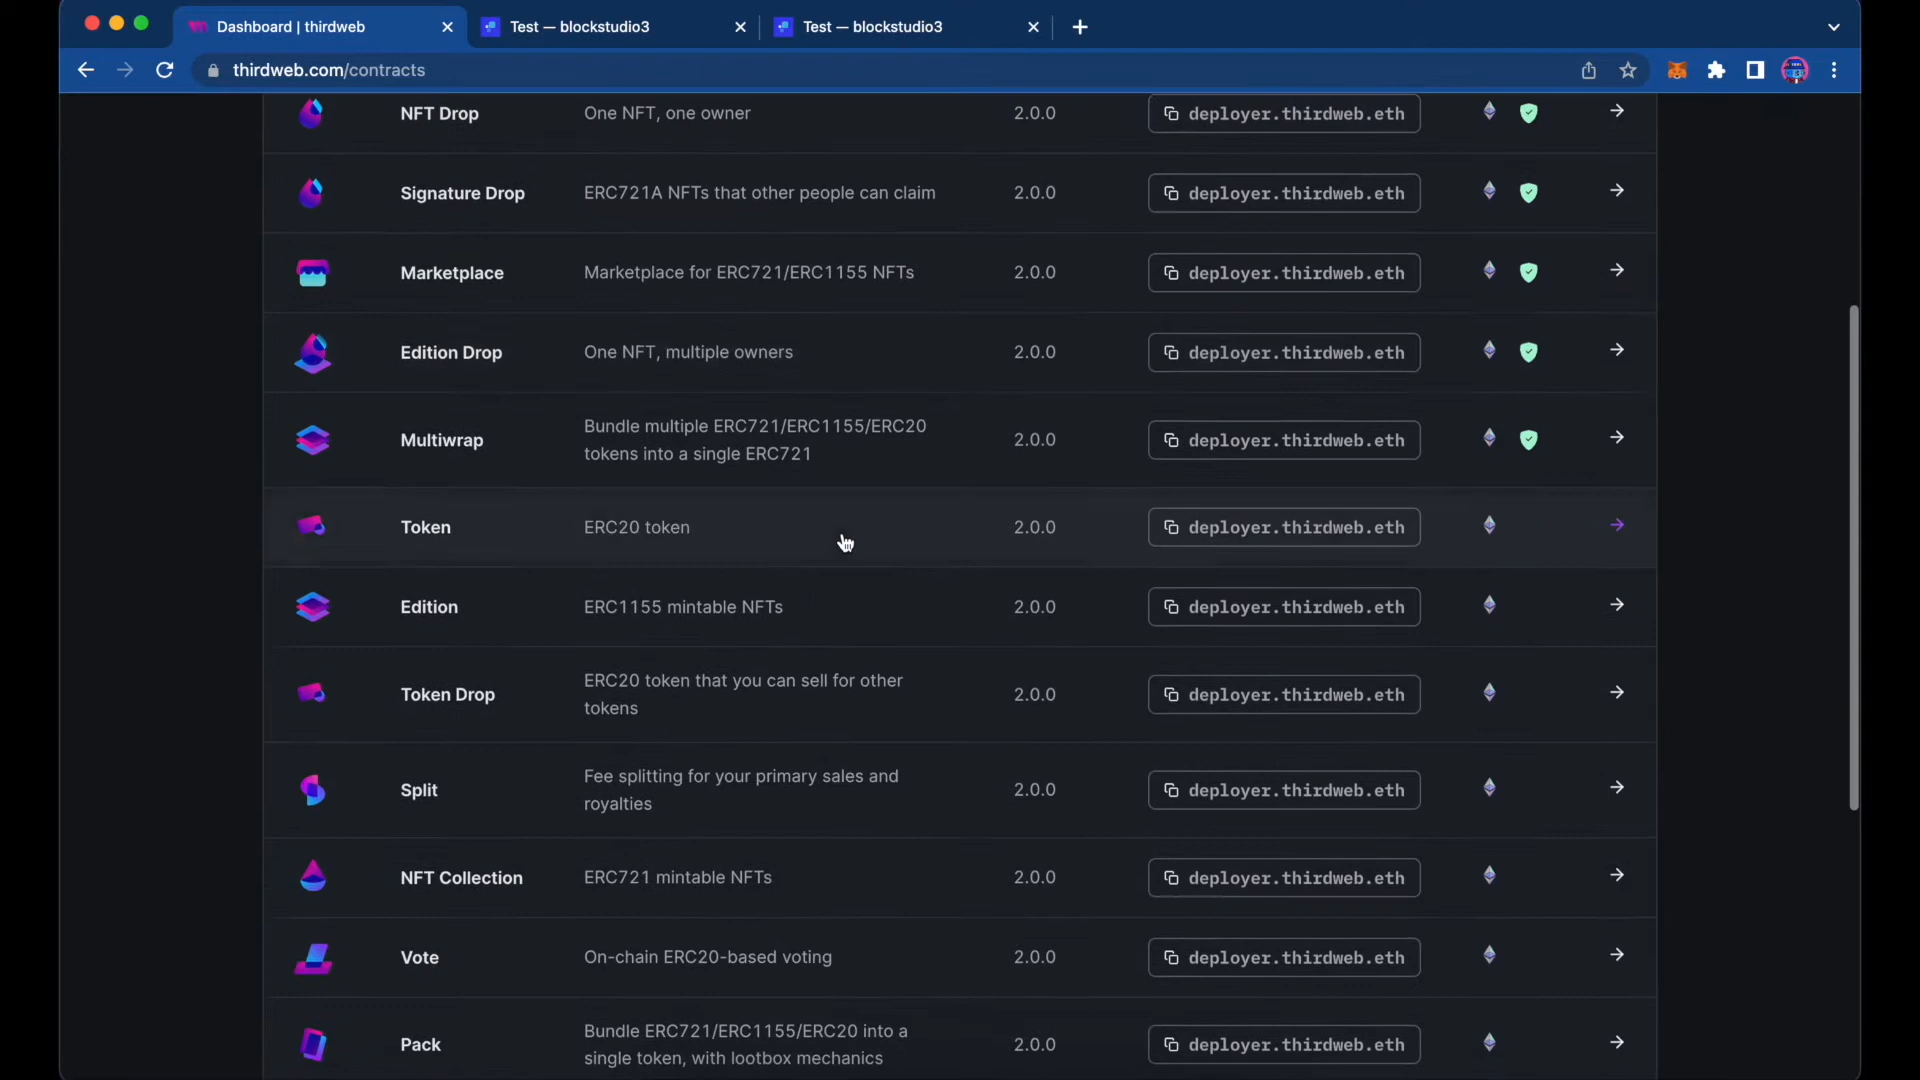 Dashboard | thirdweb
Test — blockstudio3
Test — blockstudio3
thirdweb.com/contracts
NFT Drop
One NFT, one owner
2.0.0
deployer.thirdweb.eth
Signature Drop
ERC721A NFTs that other people can claim
2.0.0
deployer.thirdweb.eth
Marketplace
Marketplace for ERC721/ERC1155 NFTs
2.0.0
deployer.thirdweb.eth
Edition Drop
One NFT, multiple owners
2.0.0
deployer.thirdweb.eth
Multiwrap
Bundle multiple ERC721/ERC1155/ERC20
tokens into a single ERC721
2.0.0
deployer.thirdweb.eth
Token
ERC20 token
2.0.0
deployer.thirdweb.eth
Edition
ERC1155 mintable NFTs
2.0.0
deployer.thirdweb.eth
Token Drop
ERC20 token that you can sell for other
tokens
2.0.0
deployer.thirdweb.eth
Split
Fee splitting for your primary sales and
royalties
2.0.0
deployer.thirdweb.eth
NFT Collection
ERC721 mintable NFTs
2.0.0
deployer.thirdweb.eth
Vote
On-chain ERC20-based voting
2.0.0
deployer.thirdweb.eth
Pack
Bundle ERC721/ERC1155/ERC20 into a
single token, with lootbox mechanics
2.0.0
deployer.thirdweb.eth